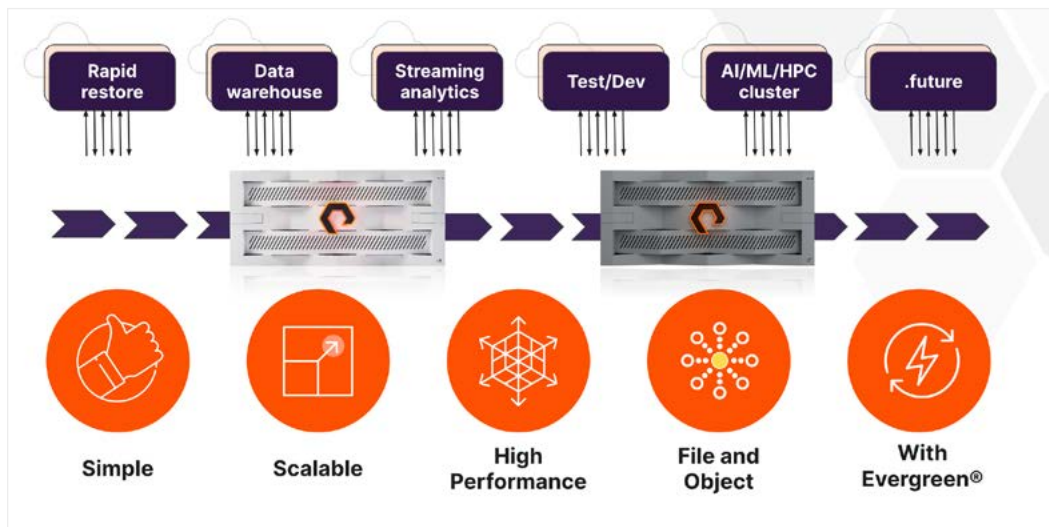 Rapid
restore
Data
warehouse
Streaming
analytics
Test/Dev
AI/ML/HPC
cluster
.future
Simple
Scalable
High
Performance
File and
Object
With
Evergreen®